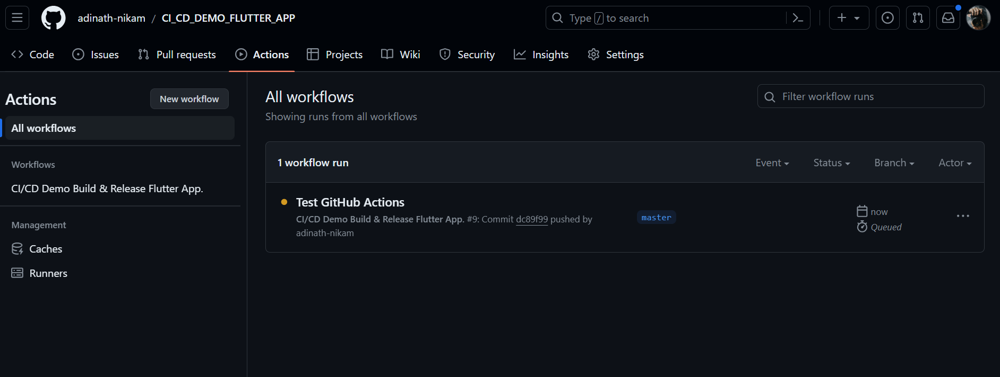 adinath-nikam / CI_CD_DEMO_FLUTTER_APP
Type / to search
Code Issues Pull requests Actions Projects Wiki Security Insights Settings
Actions
New workflow
All workflows
Workflows
CI/CD Demo Build & Release Flutter App.
Management
Caches
Runners
All workflows
Showing runs from all workflows
Filter workflow runs
1 workflow run
Event Status Branch Actor
Test GitHub Actions
CI/CD Demo Build & Release Flutter App. #9: Commit dc89f99 pushed by
adinath-nikam
master
now
Queued